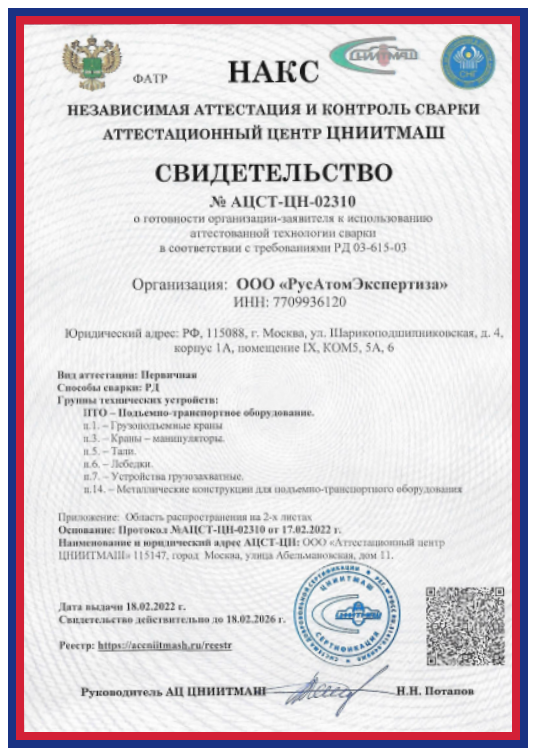 ФАТР
НАКС
ЦНИИТМАШ
СНГ
НЕЗАВИСИМАЯ АТТЕСТАЦИЯ И КОНТРОЛЬ СВАРКИ
АТТЕСТАЦИОННЫЙ ЦЕНТР ЦНИИТМАШ
СВИДЕТЕЛЬСТВО
№ АЦСТ-ЦН-02310
о готовности организации-заявителя к использованию
аттестованной технологии сварки
в соответствии с требованиями РД 03-615-03
Организация: ООО «РусАтомЭкспертиза»
ИНН: 7709936120
Юридический адрес: РФ, 115088, г. Москва, ул. Шарикоподшипниковская, д. 4,
корпус 1А, помещение IX, КОМ5, 5А, 6
Вид аттестации: Первичная
Способы сварки: РД
Группы технических устройств:
ПТО – Подъемно-транспортное оборудование.
п.1. – Грузоподъемные краны
п.3. – Краны – манипуляторы.
п.5. – Тали.
п.6. – Лебедки.
п.7. – Устройства грузозахватные.
п.14. – Металлические конструкции для подъемно-транспортного оборудования
Приложение: Область распространения на 2-х листах
Основание: Протокол №АЦСТ-ЦН-02310 от 17.02.2022 г.
Наименование и юридический адрес АЦСТ-ЦН: ООО «Аттестационный центр
ЦНИИТМАШ» 115147, город Москва, улица Абельмановская, дом 11.
Дата выдачи 18.02.2022 г.
Свидетельство действительно до 18.02.2026 г.
Реестр: https://accniitmash.ru/reestr
ЦНИИТМАШ
СЕРТИФИКАЦИЯ
Руководитель АЦ ЦНИИТМАШ
Н.Н. Потапов